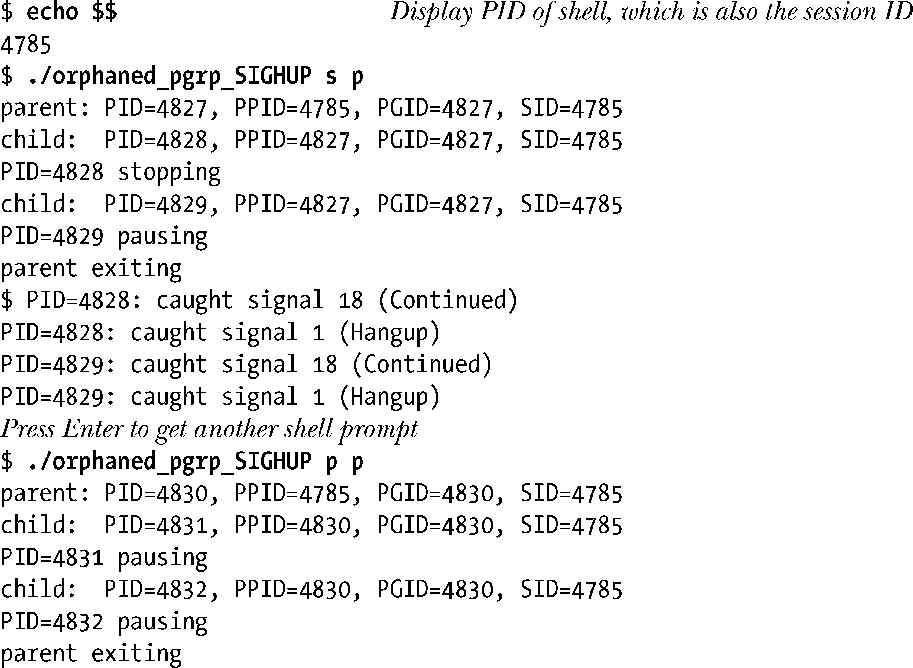 $ echo $$ Display PID of shell, which is also the session ID
4785
$ ./orphaned_pgrp_SIGHUP s p
parent: PID=4827, PPID=4785, PGID=4827, SID=4785
child:  PID=4828, PPID=4827, PGID=4827, SID=4785
PID=4828 stopping
child:  PID=4829, PPID=4827, PGID=4827, SID=4785
PID=4829 pausing
parent exiting
$ PID=4828: caught signal 18 (Continued)
PID=4828: caught signal 1 (Hangup)
PID=4829: caught signal 18 (Continued)
PID=4829: caught signal 1 (Hangup)
Press Enter to get another shell prompt
$ ./orphaned_pgrp_SIGHUP p p
parent: PID=4830, PPID=4785, PGID=4830, SID=4785
child:  PID=4831, PPID=4830, PGID=4830, SID=4785
PID=4831 pausing
child:  PID=4832, PPID=4830, PGID=4830, SID=4785
PID=4832 pausing
parent exiting